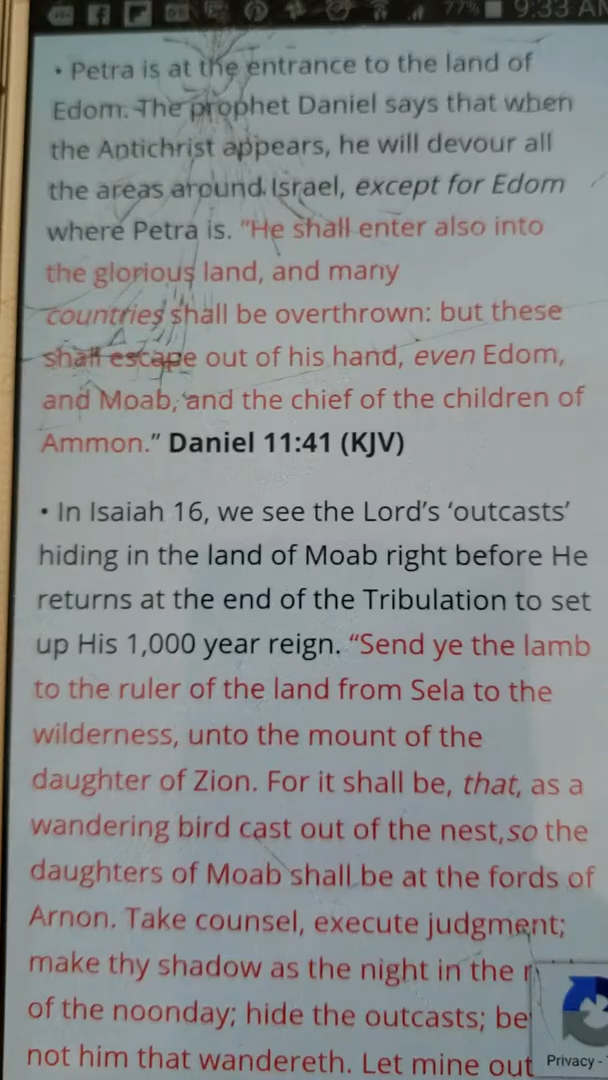 77% 9:33 AM
• Petra is at the entrance to the land of
Edom. The prophet Daniel says that when
the Antichrist appears, he will devour all
the areas around Israel, except for Edom
where Petra is. “He shall enter also into
the glorious land, and many
countries shall be overthrown: but these
shall escape out of his hand, even Edom,
and Moab, and the chief of the children of
Ammon.” Daniel 11:41 (KJV)
• In Isaiah 16, we see the Lord’s ‘outcasts’
hiding in the land of Moab right before He
returns at the end of the Tribulation to set
up His 1,000 year reign. “Send ye the lamb
to the ruler of the land from Sela to the
wilderness, unto the mount of the
daughter of Zion. For it shall be, that, as a
wandering bird cast out of the nest,so the
daughters of Moab shall be at the fords of
Arnon. Take counsel, execute judgment;
make thy shadow as the night in the
of the noonday; hide the outcasts;
not him that wandereth. Let mine
Privacy -